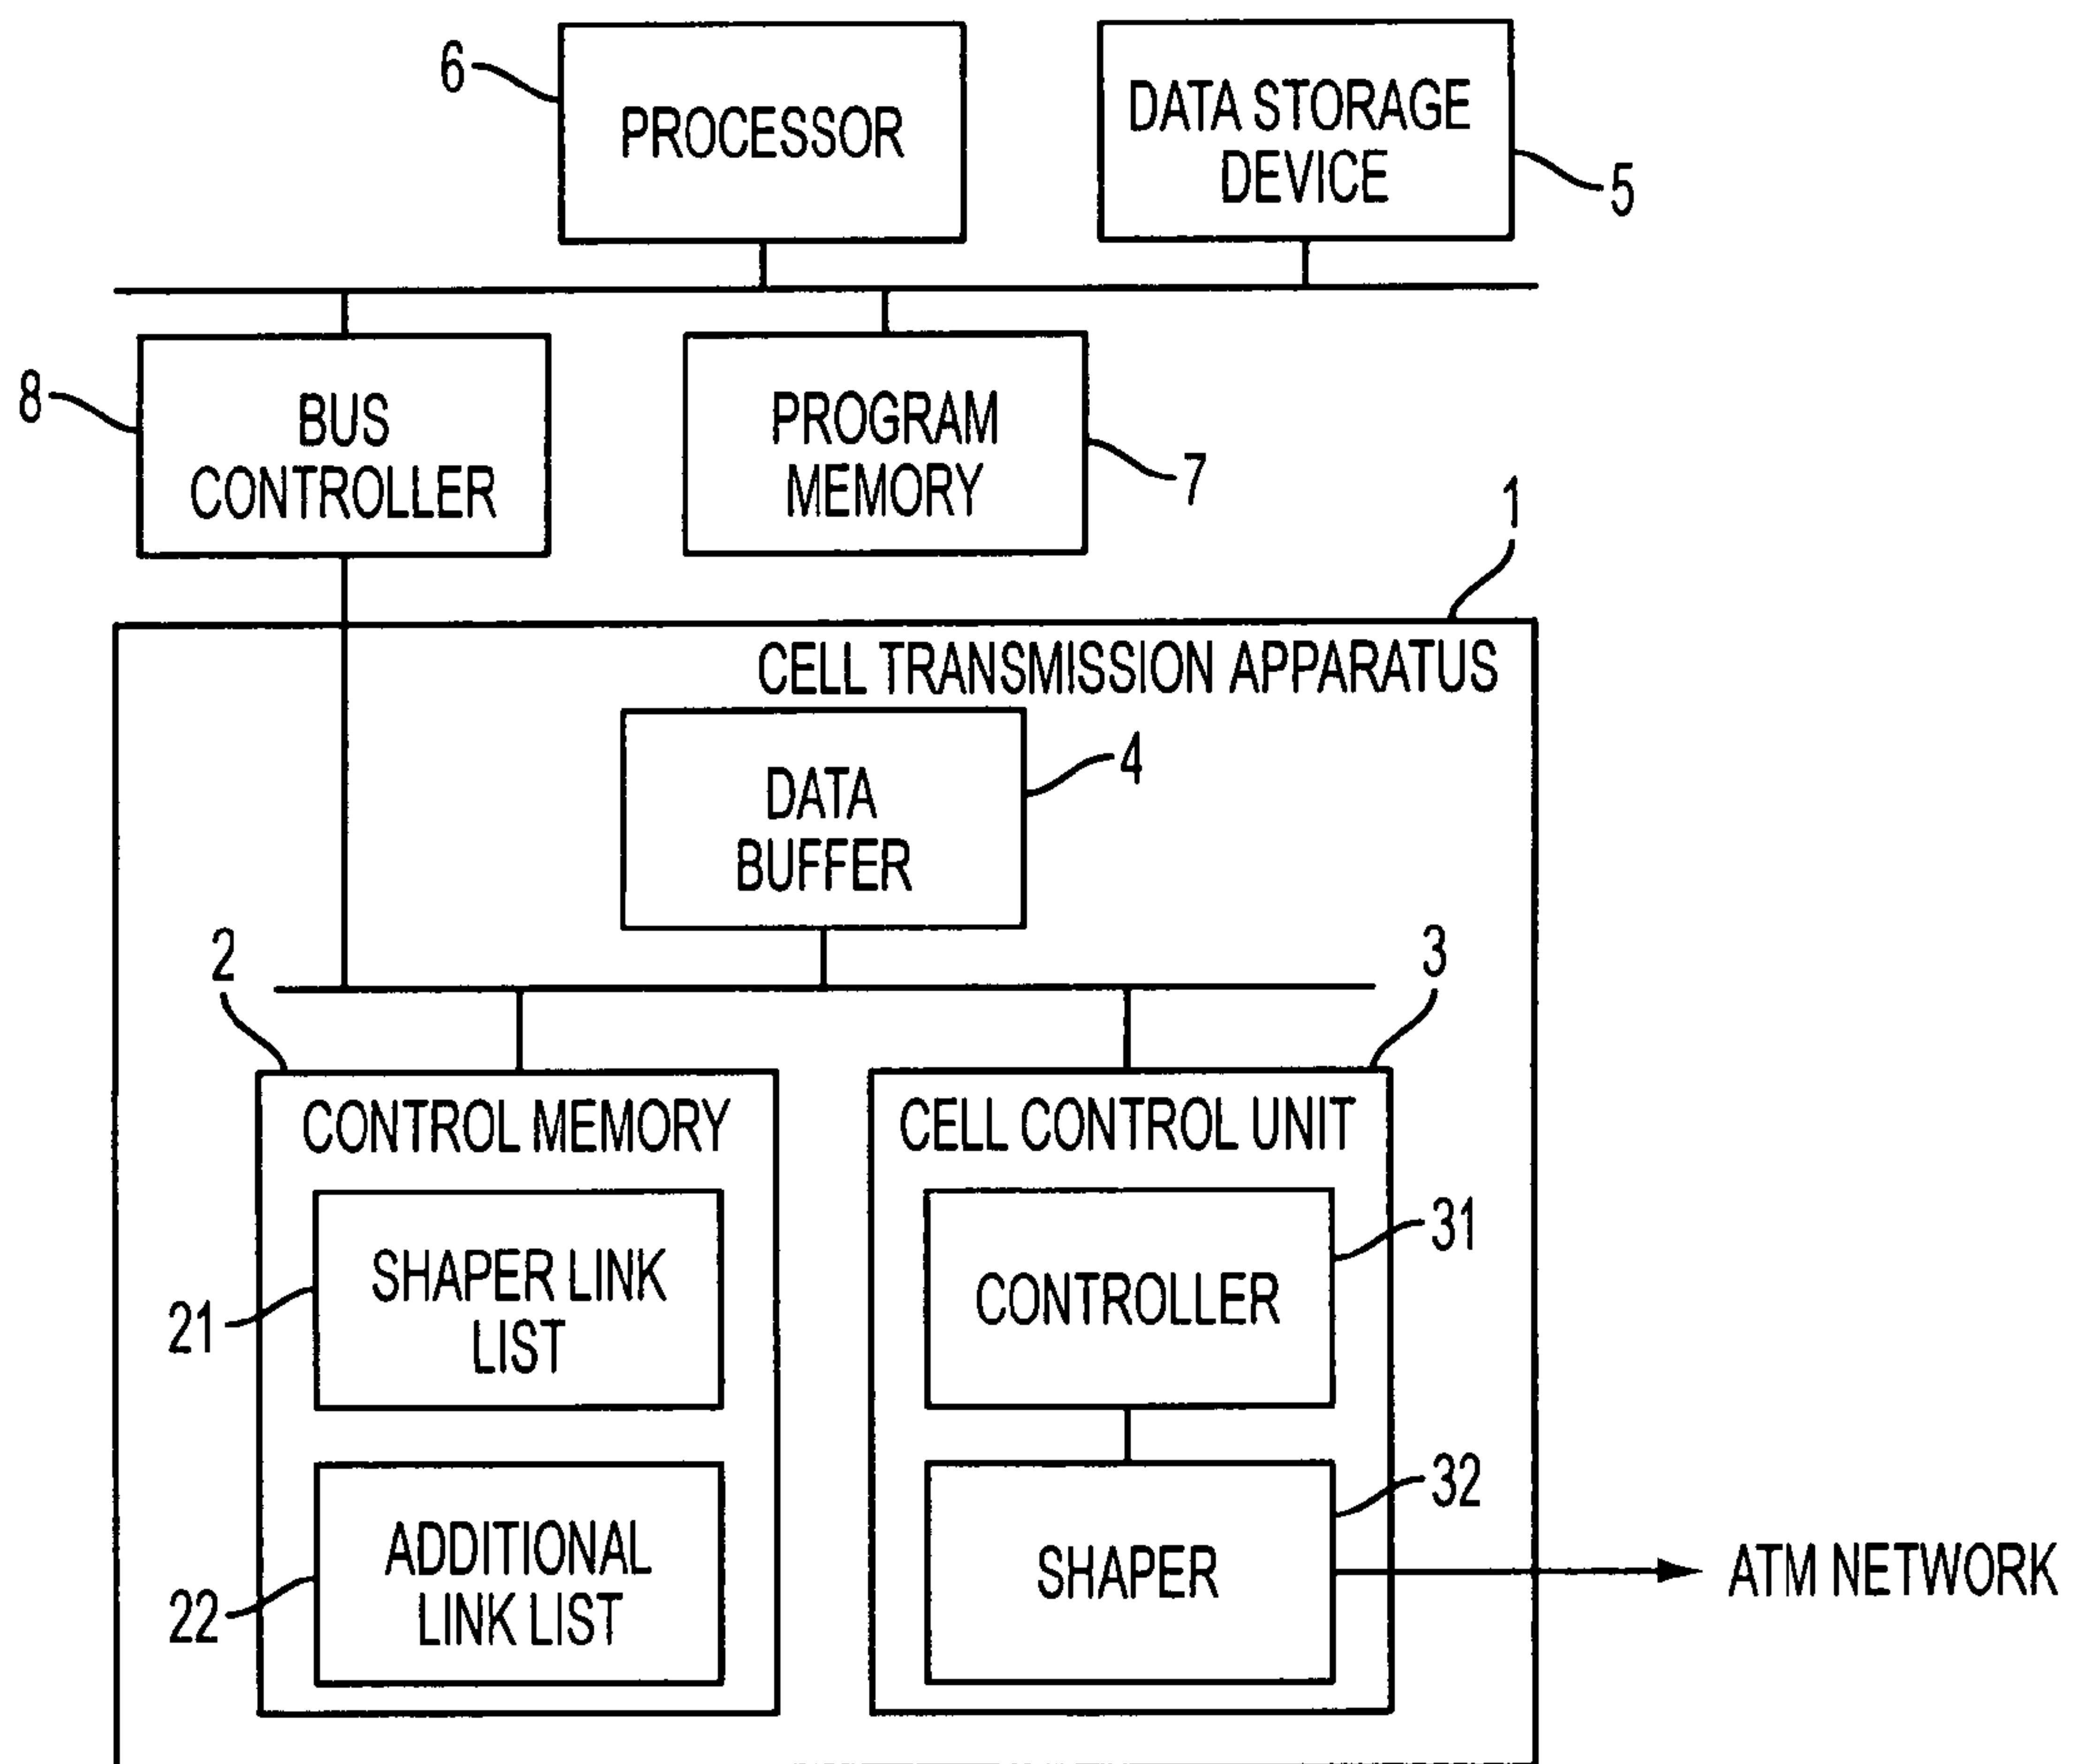 6
PROCESSOR
DATA STORAGE
DEVICE
5
8
BUS
CONTROLLER
PROGRAM
MEMORY
7
1
CELL TRANSMISSION APPARATUS
DATA
BUFFER
4
2
3
CONTROL MEMORY
CELL CONTROL UNIT
SHAPER LINK
LIST
21
CONTROLLER
31
ADDITIONAL
LINK LIST
22
SHAPER
32
ATM NETWORK